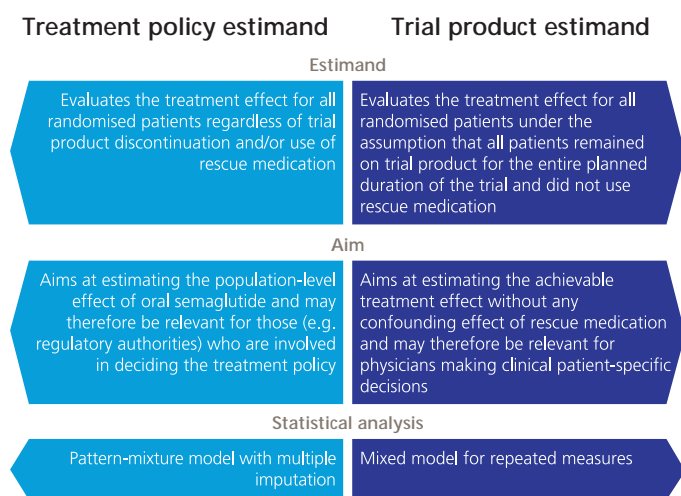 Treatment policy estimand
Trial product estimand
Estimand
Evaluates the treatment effect for all
randomised patients regardless of trial
product discontinuation and/or use of
rescue medication
Evaluates the treatment effect for all
randomised patients under the
assumption that all patients remained
on trial product for the entire planned
duration of the trial and did not use
rescue medication
Aim
Aims at estimating the population-level
effect of oral semaglutide and may
therefore be relevant for those (e.g.
regulatory authorities) who are involved
in deciding the treatment policy
Aims at estimating the achievable
treatment effect without any
confounding effect of rescue medication
and may therefore be relevant for
physicians making clinical patient-specific
decisions
Statistical analysis
Pattern-mixture model with multiple
imputation
Mixed model for repeated measures